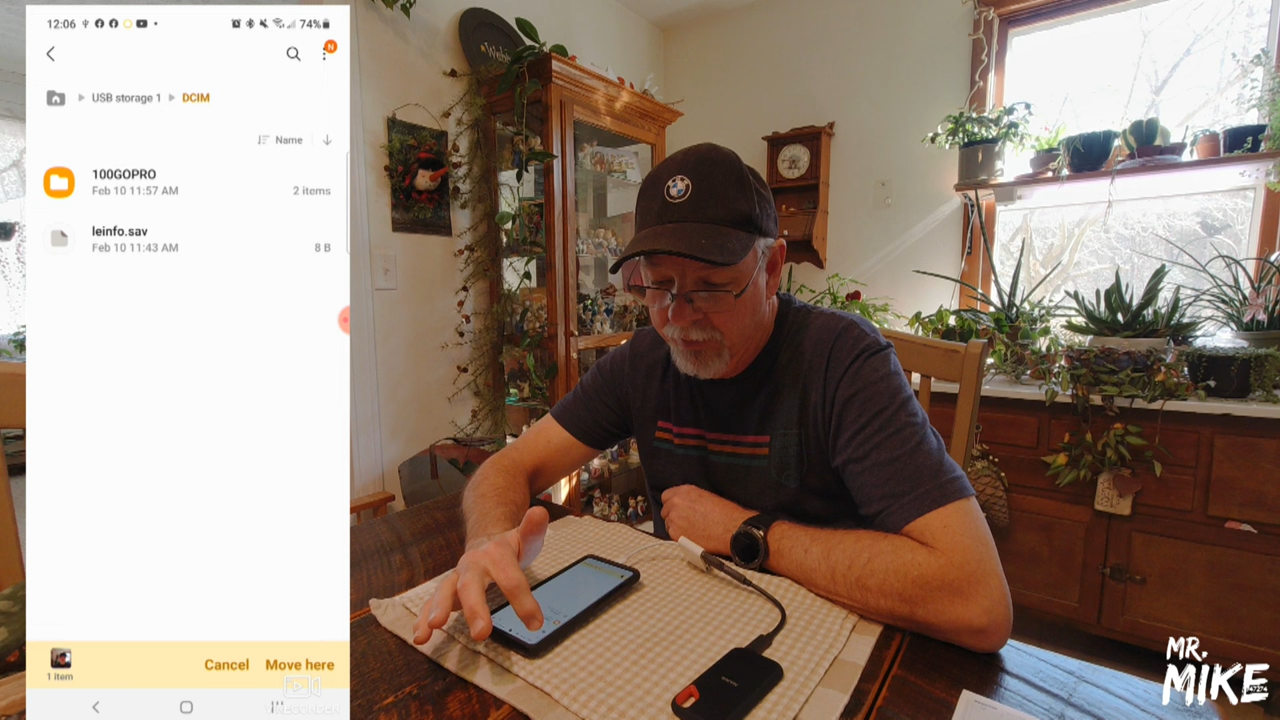 12:06
74%
N
USB storage 1
DCIM
Name
100GOPRO
Feb 10 11:57 AM
2 items
leinfo.sav
Feb 10 11:43 AM
8 B
1 item
Cancel
Move here
MR.
MIKE